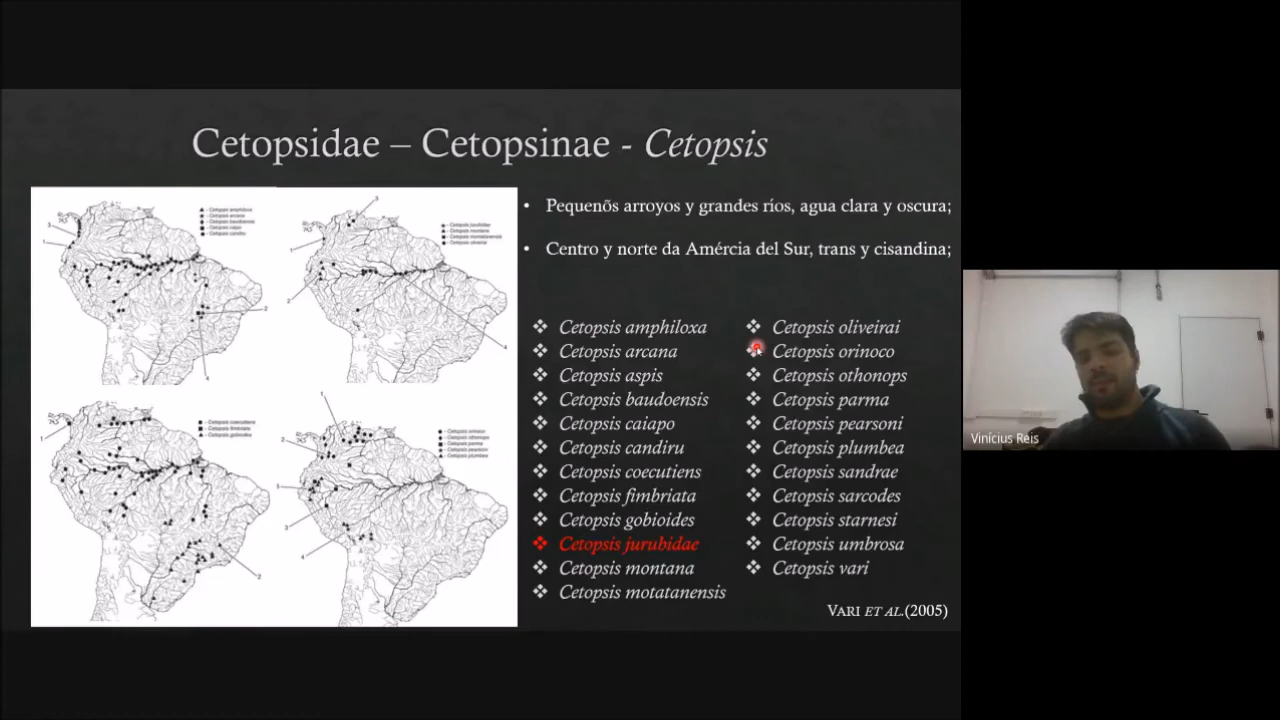 Cetopsidae – Cetopsinae - Cetopsis
• Pequenõs arroyos y grandes ríos, agua clara y oscura;
• Centro y norte da Amércia del Sur, trans y cisandina;
❖ Cetopsis amphiloxa
❖ Cetopsis arcana
❖ Cetopsis aspis
❖ Cetopsis baudoensis
❖ Cetopsis caiapo
❖ Cetopsis candiru
❖ Cetopsis coecutiens
❖ Cetopsis fimbriata
❖ Cetopsis gobioides
❖ Cetopsis jurubidae
❖ Cetopsis montana
❖ Cetopsis motatanensis
❖ Cetopsis oliveirai
❖ Cetopsis orinoco
❖ Cetopsis othonops
❖ Cetopsis parma
❖ Cetopsis pearsoni
❖ Cetopsis plumbea
❖ Cetopsis sandrae
❖ Cetopsis sarcodes
❖ Cetopsis starnesi
❖ Cetopsis umbrosa
❖ Cetopsis vari
VARI ET AL.(2005)
Vinícius Reis